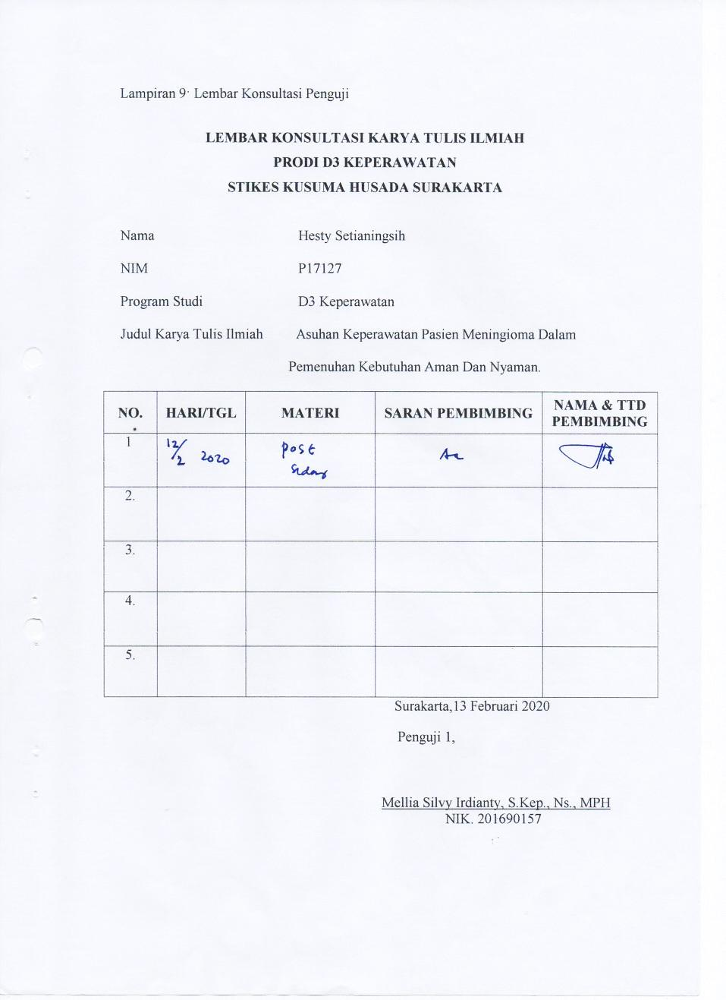 Lampiran 9. Lembar Konsultasi Penguji
LEMBAR KONSULTASI KARYA TULIS ILMIAH
PRODI D3 KEPERAWATAN
STIKES KUSUMA HUSADA SURAKARTA
Nama Hesty Setianingsih
NIM P17127
Program Studi D3 Keperawatan
Judul Karya Tulis Ilmiah Asuhan Keperawatan Pasien Meningioma Dalam
Pemenuhan Kebutuhan Aman Dan Nyaman.
NO. HARI/TGL MATERI SARAN PEMBIMBING NAMA & TTD PEMBIMBING
1 12/2 2020 post sidang
2.
3.
4.
5.
Surakarta,13 Februari 2020
Penguji 1,
Mellia Silvy Irdianty, S.Kep., Ns., MPH
NIK. 201690157